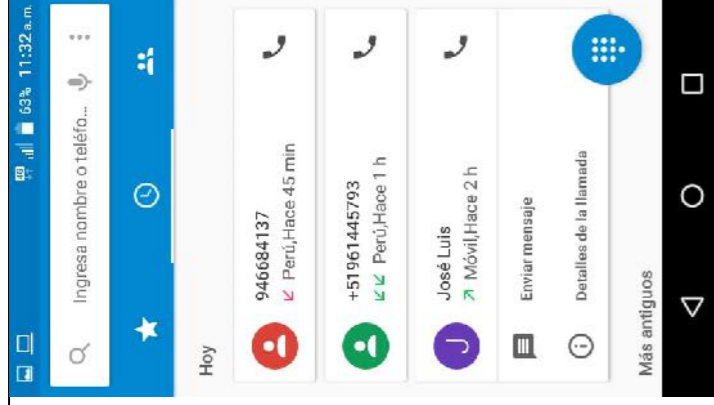 4G 63% 11:32 a. m.
Ingresa nombre o teléfo...
Hoy
946684137
Perú,Hace 45 min
+51961445793
Perú,Hace 1 h
J
José Luis
Móvil,Hace 2 h
Enviar mensaje
Detalles de la llamada
Más antiguos